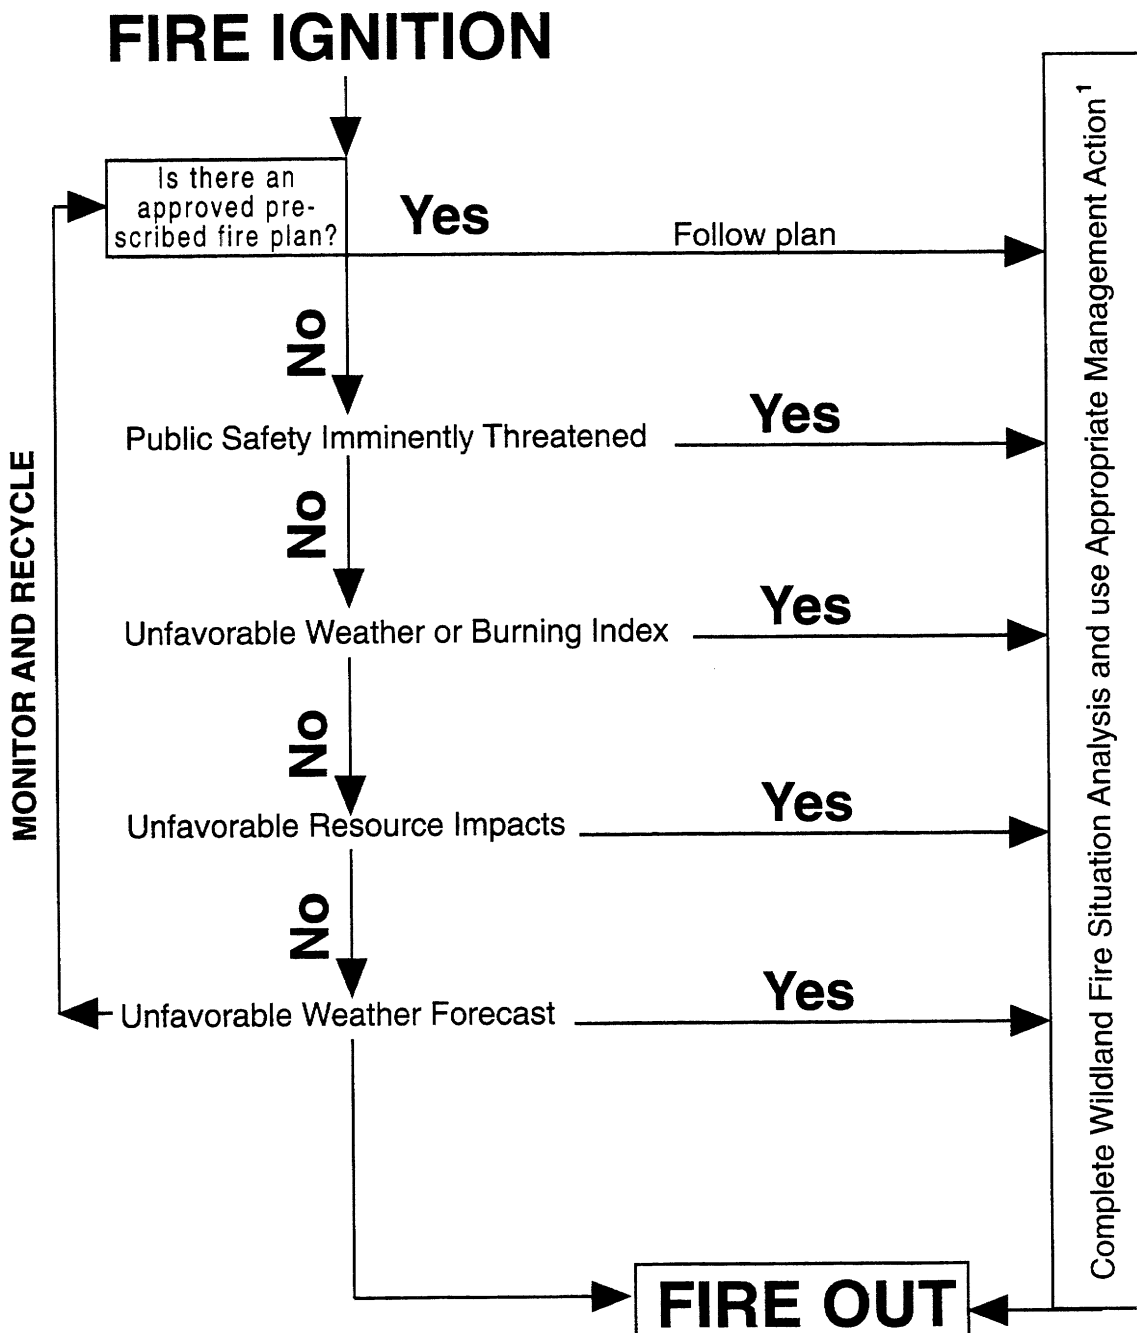 FIRE IGNITION
Is there an
approved pre-
scribed fire plan?
Yes
Follow plan
No
Public Safety Imminently Threatened
Yes
No
Unfavorable Weather or Burning Index
Yes
No
Unfavorable Resource Impacts
Yes
No
Unfavorable Weather Forecast
Yes
FIRE OUT
MONITOR AND RECYCLE
Complete Wildland Fire Situation Analysis and use Appropriate Management Action¹